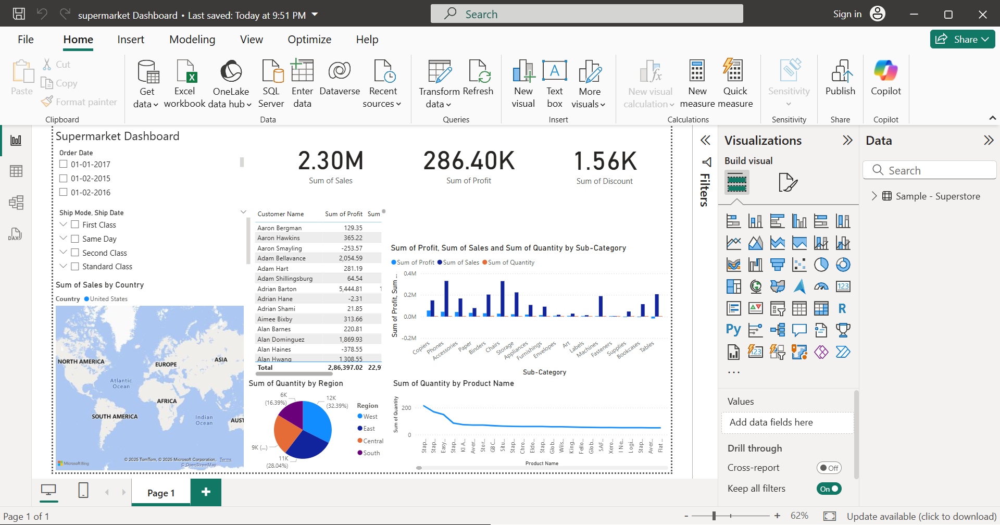 supermarket Dashboard • Last saved: Today at 9:51 PM
Search
Sign in
File
Home
Insert
Modeling
View
Optimize
Help
Share
Paste
Cut
Copy
Format painter
Clipboard
Get data
Excel workbook
OneLake data hub
SQL Server
Enter data
Dataverse
Recent sources
Data
Transform data
Refresh
Queries
New visual
Text box
More visuals
Insert
New visual calculation
New measure
Quick measure
Calculations
Sensitivity
Sensitivity
Publish
Share
Copilot
Copilot
Supermarket Dashboard
Order Date
01-01-2017
01-02-2015
01-02-2016
2.30M
Sum of Sales
286.40K
Sum of Profit
1.56K
Sum of Discount
Ship Mode, Ship Date
First Class
Same Day
Second Class
Standard Class
Customer Name Sum of Profit Sum
Aaron Bergman 129.35
Aaron Hawkins 365.22
Aaron Smayling -253.57
Adam Bellavance 2,054.59
Adam Hart 281.19
Adam Shillingsburg 64.54
Adrian Barton 5,444.81 1
Adrian Hane -2.31
Adrian Shami 21.85
Aimee Bixby 313.66
Alan Barnes 220.81
Alan Dominguez 1,869.93
Alan Haines -378.55
Alan Hwang 1,308.55
Total 2,86,397.02 22,9
Sum of Sales by Country
Country United States
NORTH AMERICA
EUROPE
ASIA
Atlantic Ocean
AFRICA
SOUTH AMERICA
Indian Ocean
AUST
Microsoft Bing
© 2025 TomTom, © 2025 Microsoft Corporation, Terms
© OpenStreetMap
Sum of Profit, Sum of Sales and Sum of Quantity by Sub-Category
Sum of Profit Sum of Sales Sum of Quantity
Sum of Profit, Sum ...
0.4M
0.2M
0.0M
-0.2M
Copiers
Phones
Accessories
Paper
Binders
Chairs
Storage
Appliances
Furnishings
Envelopes
Art
Labels
Machines
Fasteners
Supplies
Bookcases
Tables
Sub-Category
Sum of Quantity by Region
6K
(16.39%)
12K
(32.39%)
9K (...)
11K
(28.04%)
Region
West
East
Central
South
Sum of Quantity by Product Name
Sum of Quantity
200
0
Stap...
Stap...
Easy...
Stap...
KI A...
Aver...
Stor...
GBC...
Situ...
Stap...
Chro...
Eldo...
Stap...
Glob...
Wils...
King...
Fello...
Glob...
SAF...
Xero...
I Ne...
Logi...
Stap...
Aver...
Flat ...
Product Name
Filters
Visualizations
Build visual
123
R
Py
123
...
Values
Add data fields here
Drill through
Cross-report
Off
Keep all filters
On
Data
Search
Sample - Superstore
Page 1
+
Page 1 of 1
- + 62%
Update available (click to download)
DAX